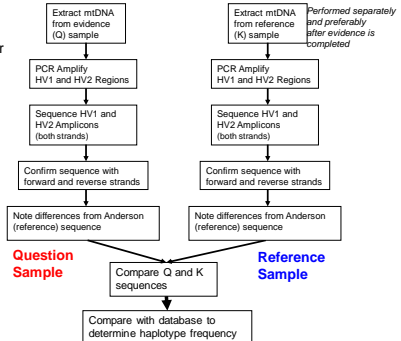 Extract mtDNA
from evidence
(Q) sample
Extract mtDNA
from reference
(K) sample
Performed separately
and preferably
after evidence is
completed
PCR Amplify
HV1 and HV2 Regions
PCR Amplify
HV1 and HV2 Regions
Sequence HV1 and
HV2 Amplicons
(both strands)
Sequence HV1 and
HV2 Amplicons
(both strands)
Confirm sequence with
forward and reverse strands
Confirm sequence with
forward and reverse strands
Note differences from Anderson
(reference) sequence
Note differences from Anderson
(reference) sequence
Question
Sample
Compare Q and K
sequences
Reference
Sample
Compare with database to
determine haplotype frequency